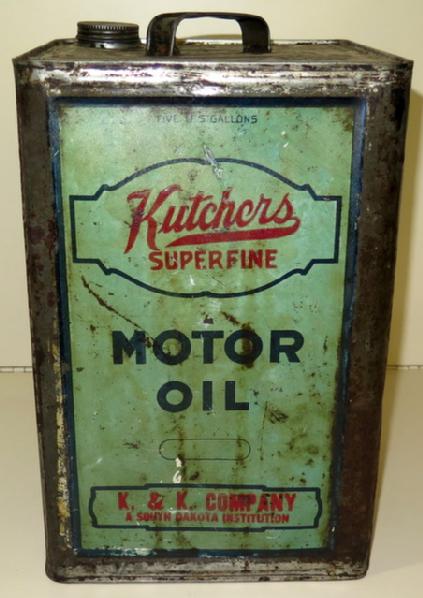 FIVE U S GALLONS
Kutchers
SUPERFINE
MOTOR
OIL
K. & K. COMPANY
A SOUTH DAKOTA INSTITUTION